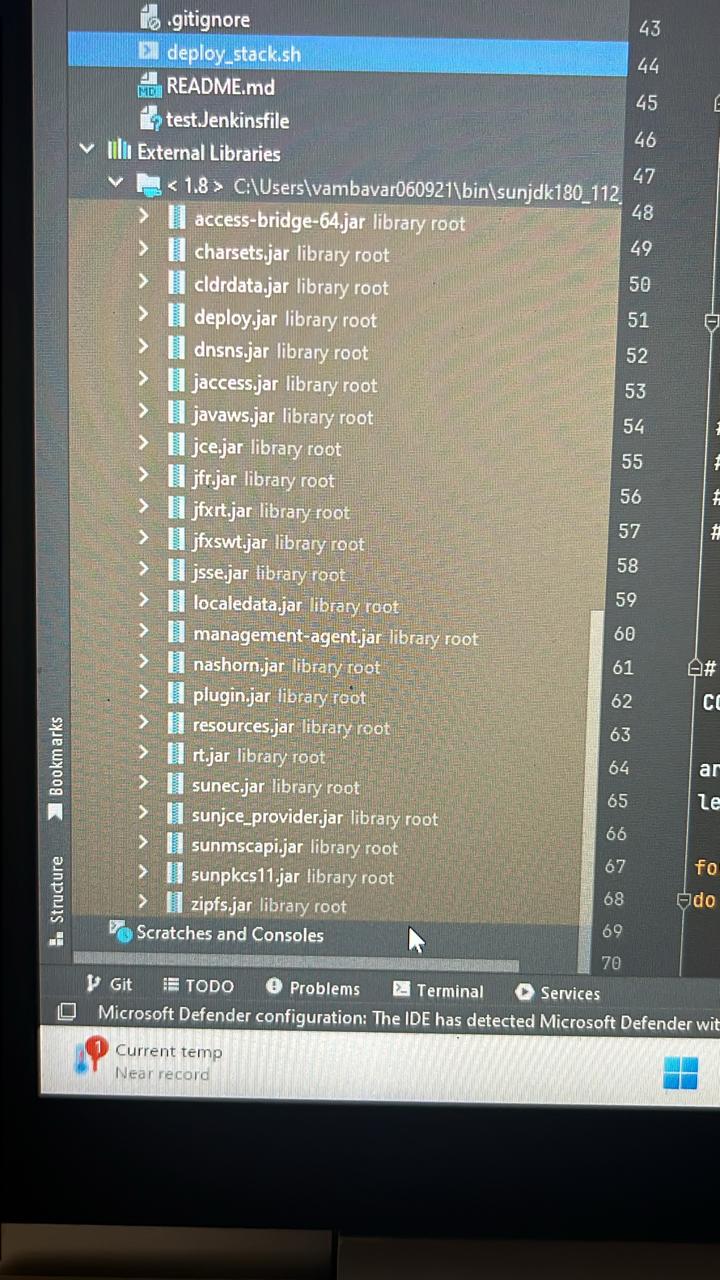 .gitignore
deploy_stack.sh
README.md
test.Jenkinsfile
External Libraries
< 1.8 > C:\Users\vambavar060921\bin\sunjdk180_112_
access-bridge-64.jar library root
charsets.jar library root
cldrdata.jar library root
deploy.jar library root
dnsns.jar library root
jaccess.jar library root
javaws.jar library root
jce.jar library root
jfr.jar library root
jfxrt.jar library root
jfxswt.jar library root
jsse.jar library root
localedata.jar library root
management-agent.jar library root
nashorn.jar library root
plugin.jar library root
resources.jar library root
rt.jar library root
sunec.jar library root
sunjce_provider.jar library root
sunmscapi.jar library root
sunpkcs11.jar library root
zipfs.jar library root
Scratches and Consoles
Bookmarks
Structure
43
44
45
46
47
48
49
50
51
52
53
54 #
55 #
56 #
57 #
58
59
60
61 #
62 CO
63
64 ar
65 le
66
67 fo
68 do
69
70
Git TODO Problems Terminal Services
Microsoft Defender configuration: The IDE has detected Microsoft Defender wit
1
Current temp
Near record